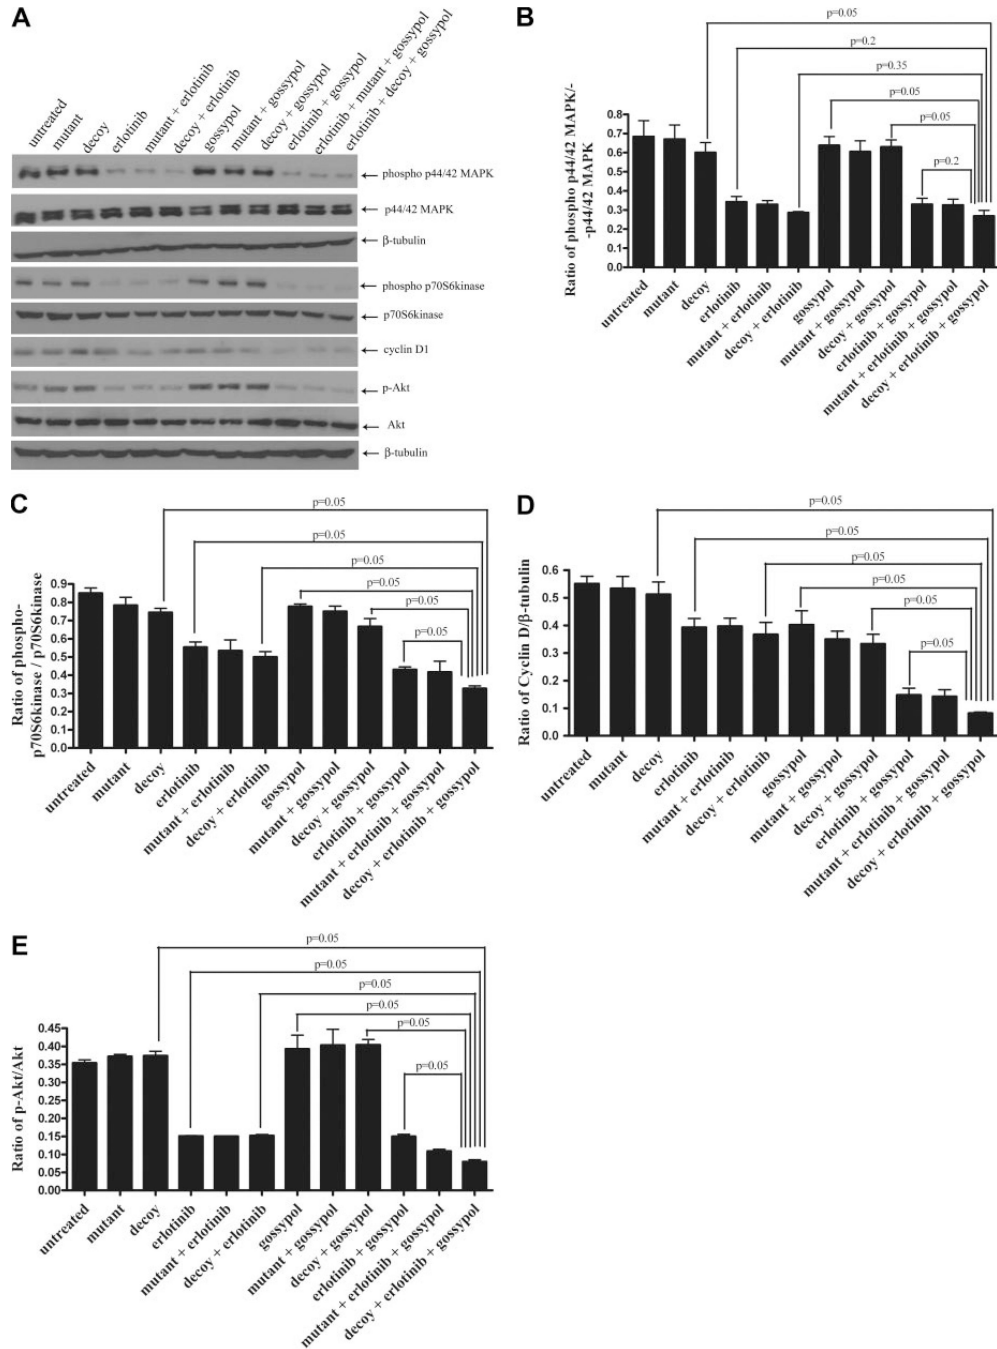 A
untreated
mutant
decoy
erlotinib
mutant + erlotinib
decoy + erlotinib
gossypol
mutant + gossypol
decoy + gossypol
erlotinib + gossypol
erlotinib + mutant + gossypol
erlotinib + decoy + gossypol
phospho p44/42 MAPK
p44/42 MAPK
β-tubulin
phospho p70S6kinase
p70S6kinase
cyclin D1
p-Akt
Akt
β-tubulin
B
p=0.05
p=0.2
p=0.35
p=0.05
p=0.05
p=0.2
Ratio of phospho p44/42 MAPK/-
-p44/42 MAPK
0.8
0.7
0.6
0.5
0.4
0.3
0.2
0.1
0.0
untreated
mutant
decoy
erlotinib
mutant + erlotinib
decoy + erlotinib
gossypol
mutant + gossypol
decoy + gossypol
erlotinib + gossypol
mutant + erlotinib + gossypol
decoy + erlotinib + gossypol
C
p=0.05
p=0.05
p=0.05
p=0.05
p=0.05
p=0.05
Ratio of phospho-
p70S6kinase / p70S6kinase
0.9
0.8
0.7
0.6
0.5
0.4
0.3
0.2
0.1
0.0
untreated
mutant
decoy
erlotinib
mutant + erlotinib
decoy + erlotinib
gossypol
mutant + gossypol
decoy + gossypol
erlotinib + gossypol
mutant + erlotinib + gossypol
decoy + erlotinib + gossypol
D
p=0.05
p=0.05
p=0.05
p=0.05
p=0.05
p=0.05
Ratio of Cyclin D/β-tubulin
0.6
0.5
0.4
0.3
0.2
0.1
0.0
untreated
mutant
decoy
erlotinib
mutant + erlotinib
decoy + erlotinib
gossypol
mutant + gossypol
decoy + gossypol
erlotinib + gossypol
mutant + erlotinib + gossypol
decoy + erlotinib + gossypol
E
p=0.05
p=0.05
p=0.05
p=0.05
p=0.05
p=0.05
Ratio of p-Akt/Akt
0.45
0.40
0.35
0.30
0.25
0.20
0.15
0.10
0.05
0.00
untreated
mutant
decoy
erlotinib
mutant + erlotinib
decoy + erlotinib
gossypol
mutant + gossypol
decoy + gossypol
erlotinib + gossypol
mutant + erlotinib + gossypol
decoy + erlotinib + gossypol